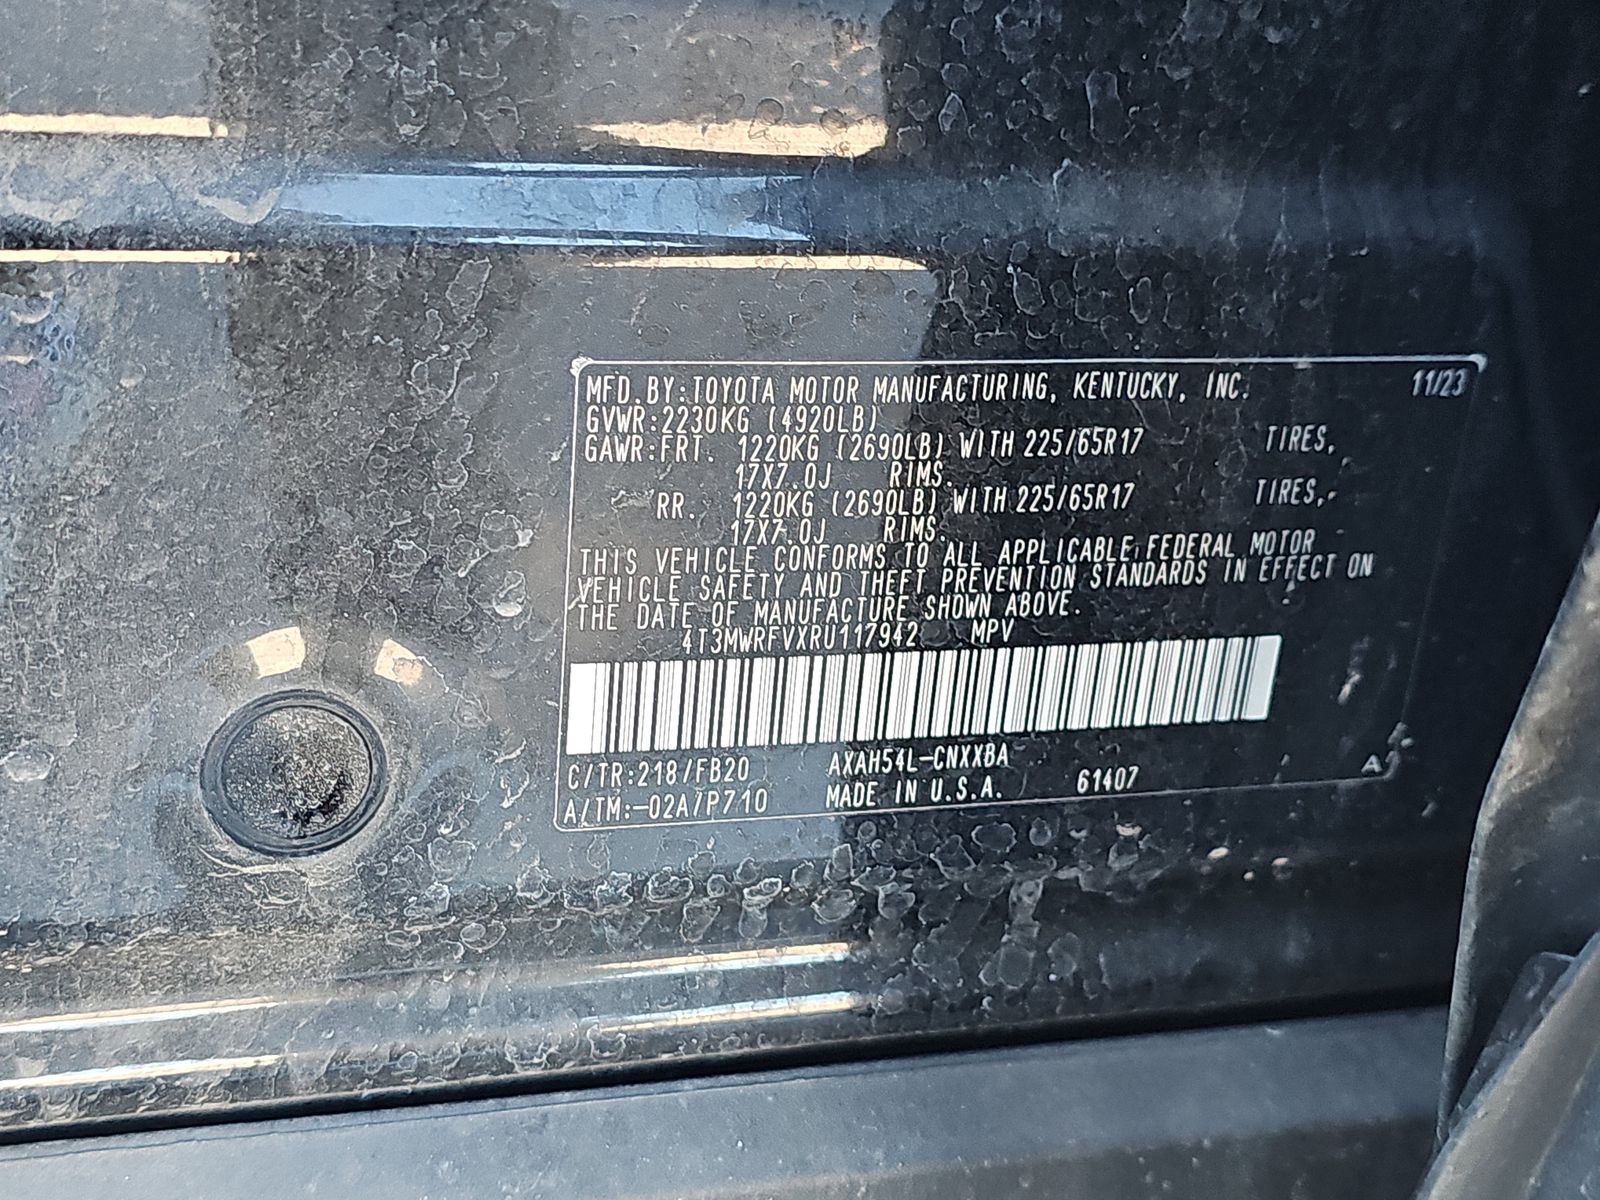 MFD. BY: TOYOTA MOTOR MANUFACTURING, KENTUCKY, INC. 11/23
GVWR: 2230KG (4920LB)
GAWR: FRT. 1220KG (2690LB) WITH 225/65R17 TIRES,
17X7.0J RIMS.
RR. 1220KG (2690LB) WITH 225/65R17 TIRES,
17X7.0J RIMS.
THIS VEHICLE CONFORMS TO ALL APPLICABLE FEDERAL MOTOR
VEHICLE SAFETY AND THEFT PREVENTION STANDARDS IN EFFECT ON
THE DATE OF MANUFACTURE SHOWN ABOVE.
4T3MWRFVXRU117942 MPV
C/TR: 218/FB20 AXAH54L-CNXXBA
A/TM: -02A/P710 MADE IN U.S.A. 61407 A